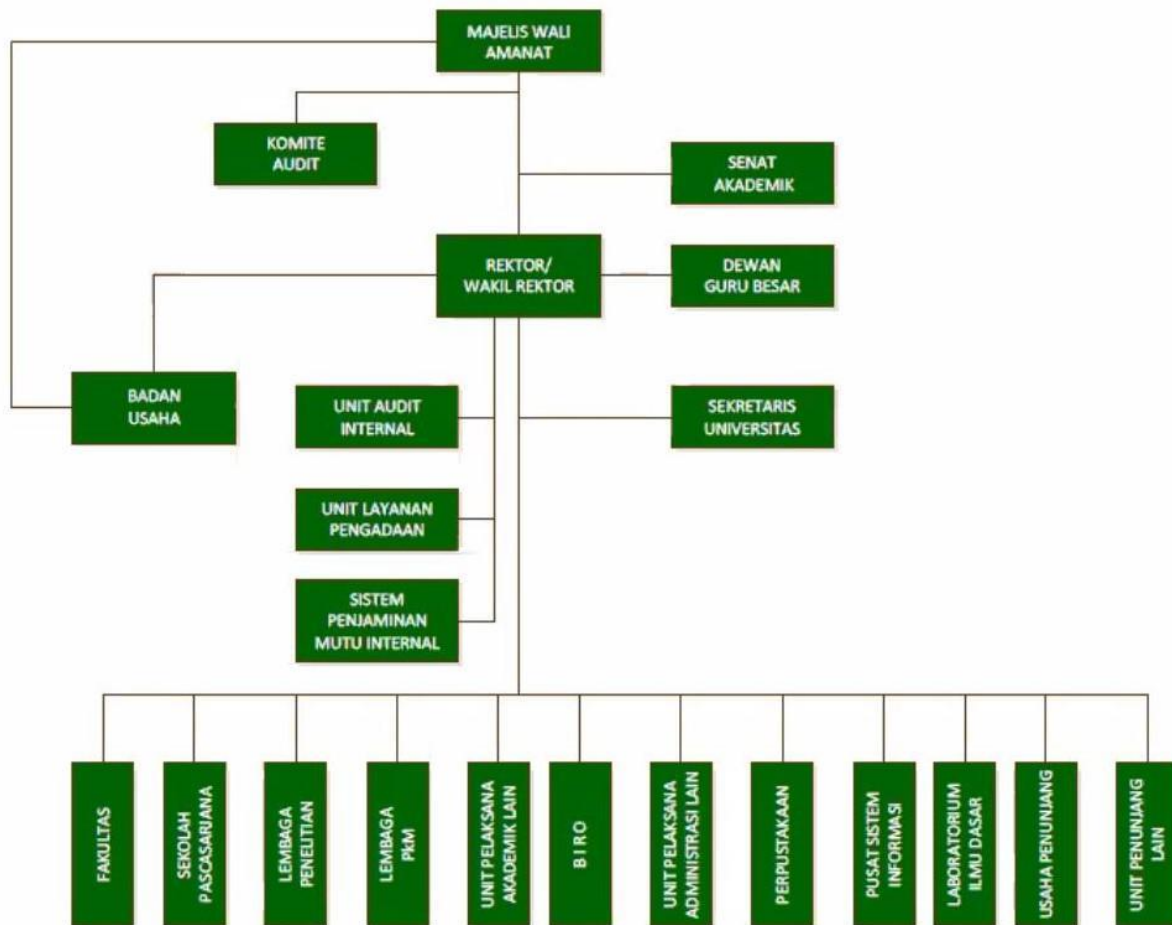 MAJELIS WALI
AMANAT
KOMITE
AUDIT
SENAT
AKADEMIK
REKTOR/
WAKIL REKTOR
DEWAN
GURU BESAR
BADAN
USAHA
UNIT AUDIT
INTERNAL
SEKRETARIS
UNIVERSITAS
UNIT LAYANAN
PENGADAAN
SISTEM
PENJAMINAN
MUTU INTERNAL
FAKULTAS
SEKOLAH
PASCASARJANA
LEMBAGA
PENELITIAN
LEMBAGA
PkM
UNIT PELAKSANA
AKADEMIK LAIN
B I R O
UNIT PELAKSANA
ADMINISTRASI LAIN
PERPUSTAKAAN
PUSAT SISTEM
INFORMASI
LABORATORIUM
ILMU DASAR
USAHA PENUNJANG
UNIT PENUNJANG
LAIN